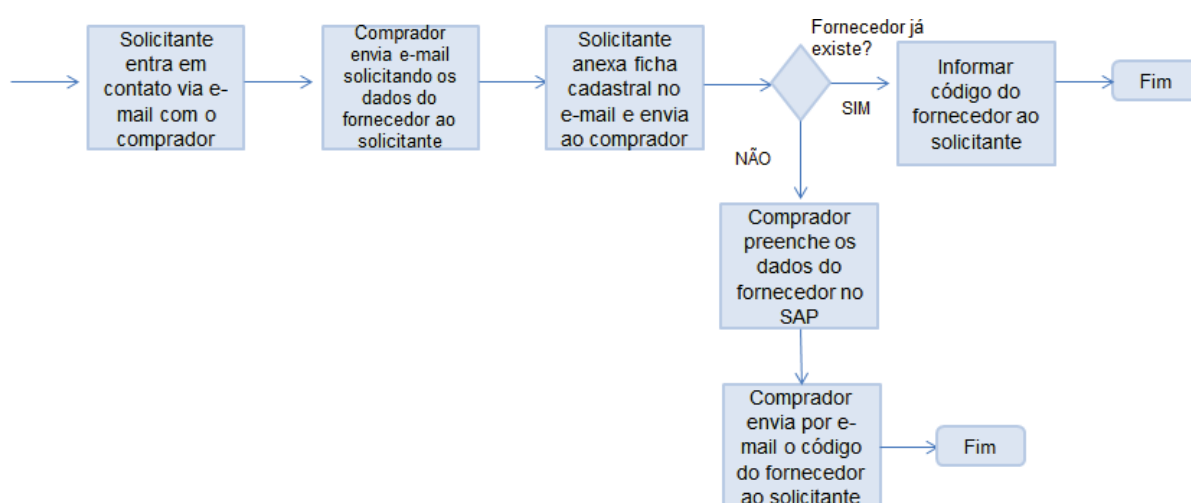 Solicitante
entra em
contato via e-
mail com o
comprador
Comprador
envia e-mail
solicitando os
dados do
fornecedor ao
solicitante
Solicitante
anexa ficha
cadastral no
e-mail e envia
ao comprador
Fornecedor já
existe?
SIM
NÃO
Informar
código do
fornecedor ao
solicitante
Fim
Comprador
preenche os
dados do
fornecedor no
SAP
Comprador
envia por e-
mail o código
do fornecedor
ao solicitante
Fim